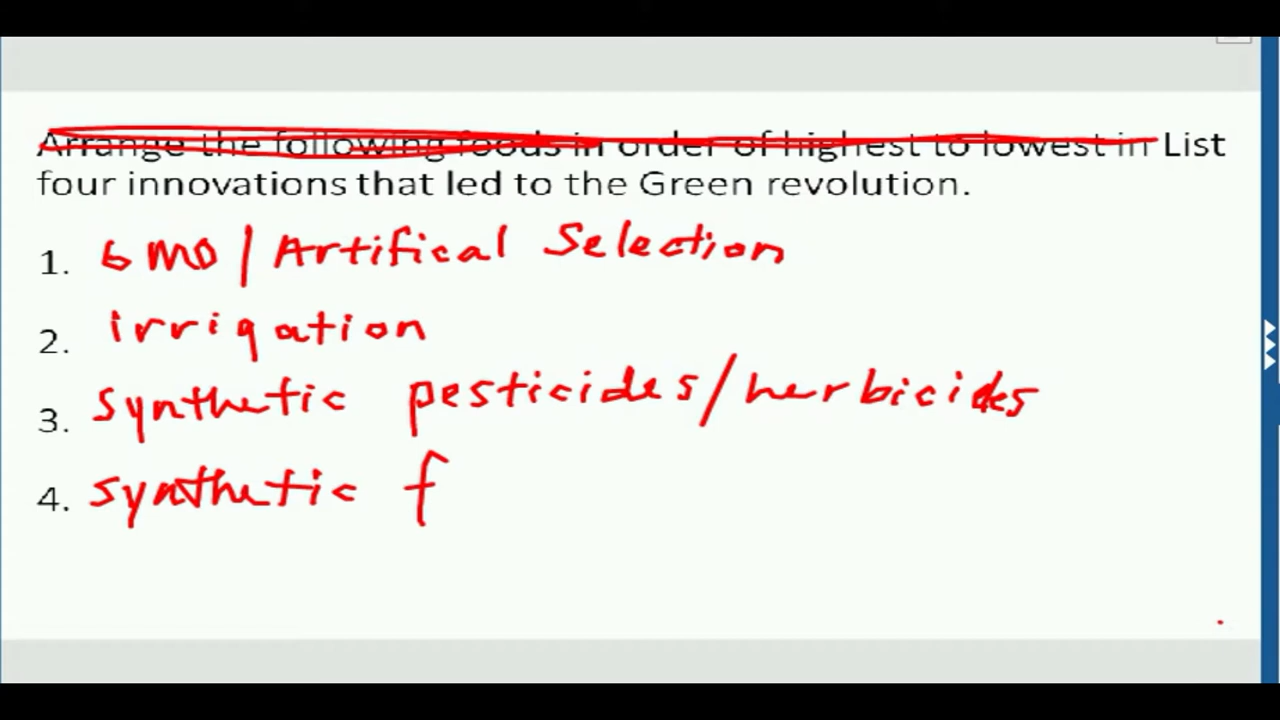 Arrange the following foods in order of highest to lowest in List
four innovations that led to the Green revolution.
1. GMO/Artifical Selection
2. irrigation
3. synthetic pesticides/herbicides
4. synthetic f